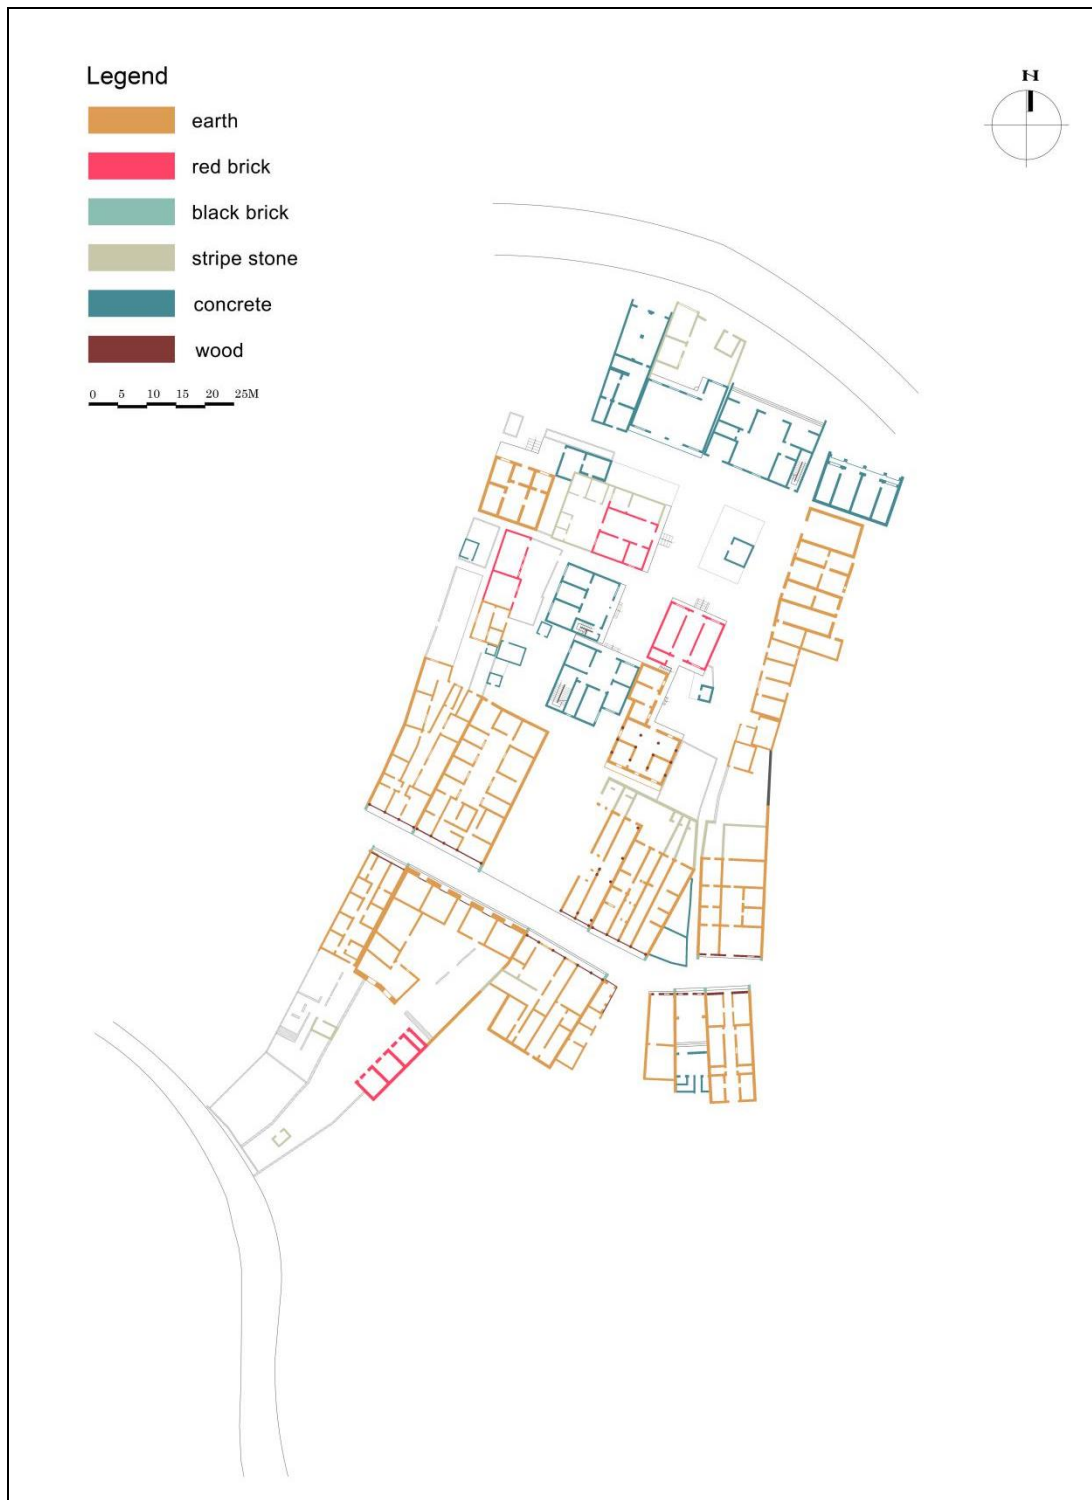 N
Legend
earth
red brick
black brick
stripe stone
concrete
wood
0 5 10 15 20 25M